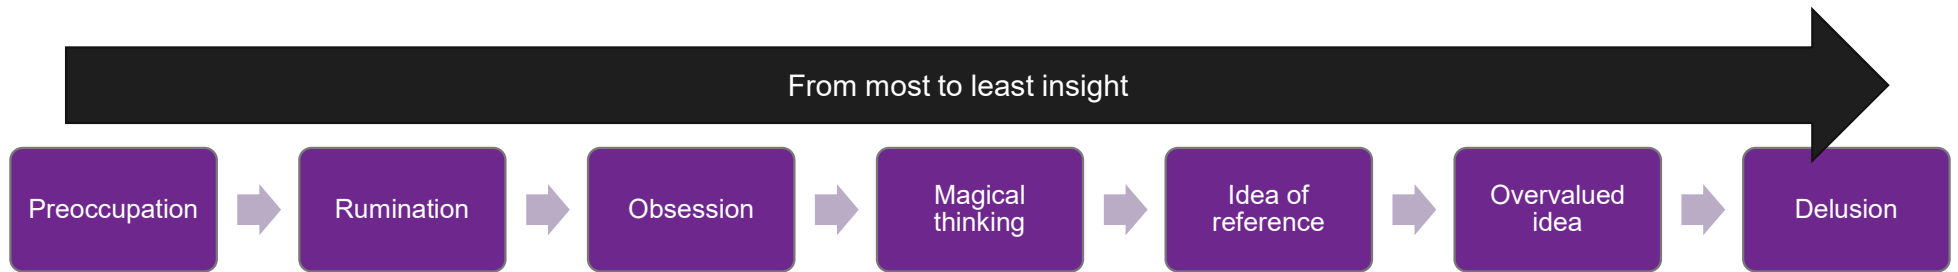 From most to least insight
Preoccupation
Rumination
Obsession
Magical
thinking
Idea of
reference
Overvalued
idea
Delusion